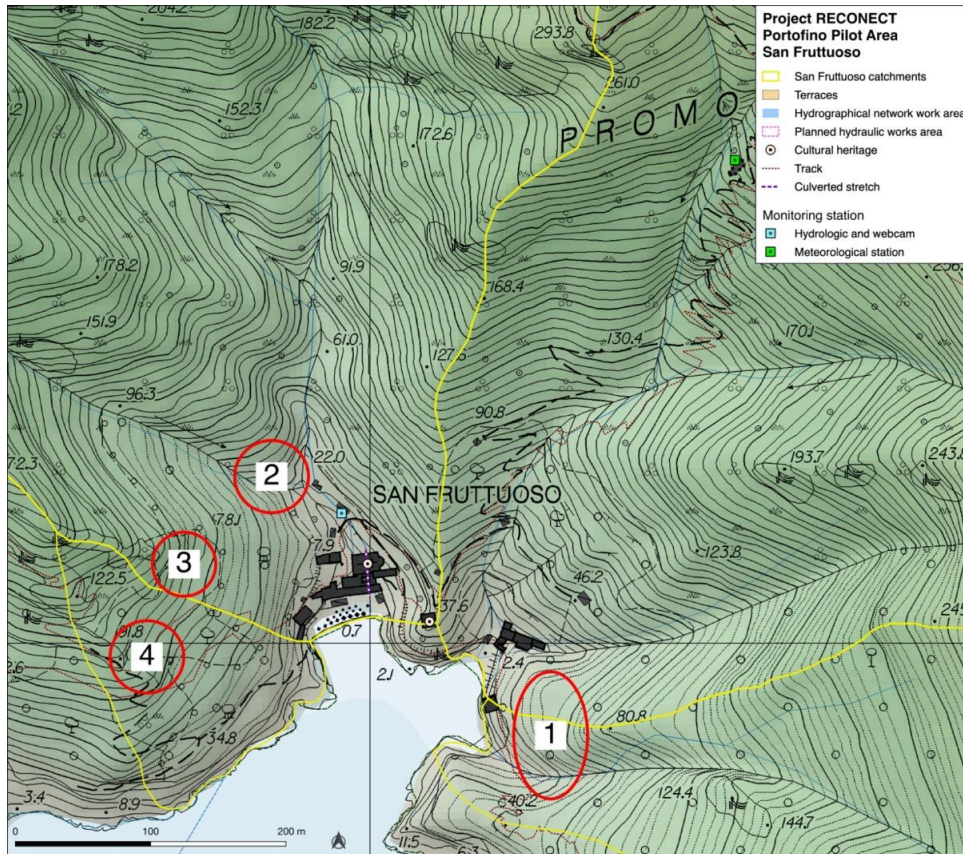 204.2
182.2
293.8
261.0
152.3
172.6
PROMO
178.2
91.9
168.4
151.9
61.0
127.6
130.4
170.1
96.3
90.8
2
22.0
193.7
243.8
SAN FRUTTUOSO
72.3
78.1
7.9
123.8
3
122.5
46.2
37.6
245
91.8
0.7
4
2.1
2.4
1
80.8
34.8
40.2
124.4
3.4
8.9
144.7
11.5
6.3
0 100 200 m
Project RECONECT
Portofino Pilot Area
San Fruttuoso
San Fruttuoso catchments
Terraces
Hydrographical network work area
Planned hydraulic works area
Cultural heritage
Track
Culverted stretch
Monitoring station
Hydrologic and webcam
Meteorological station